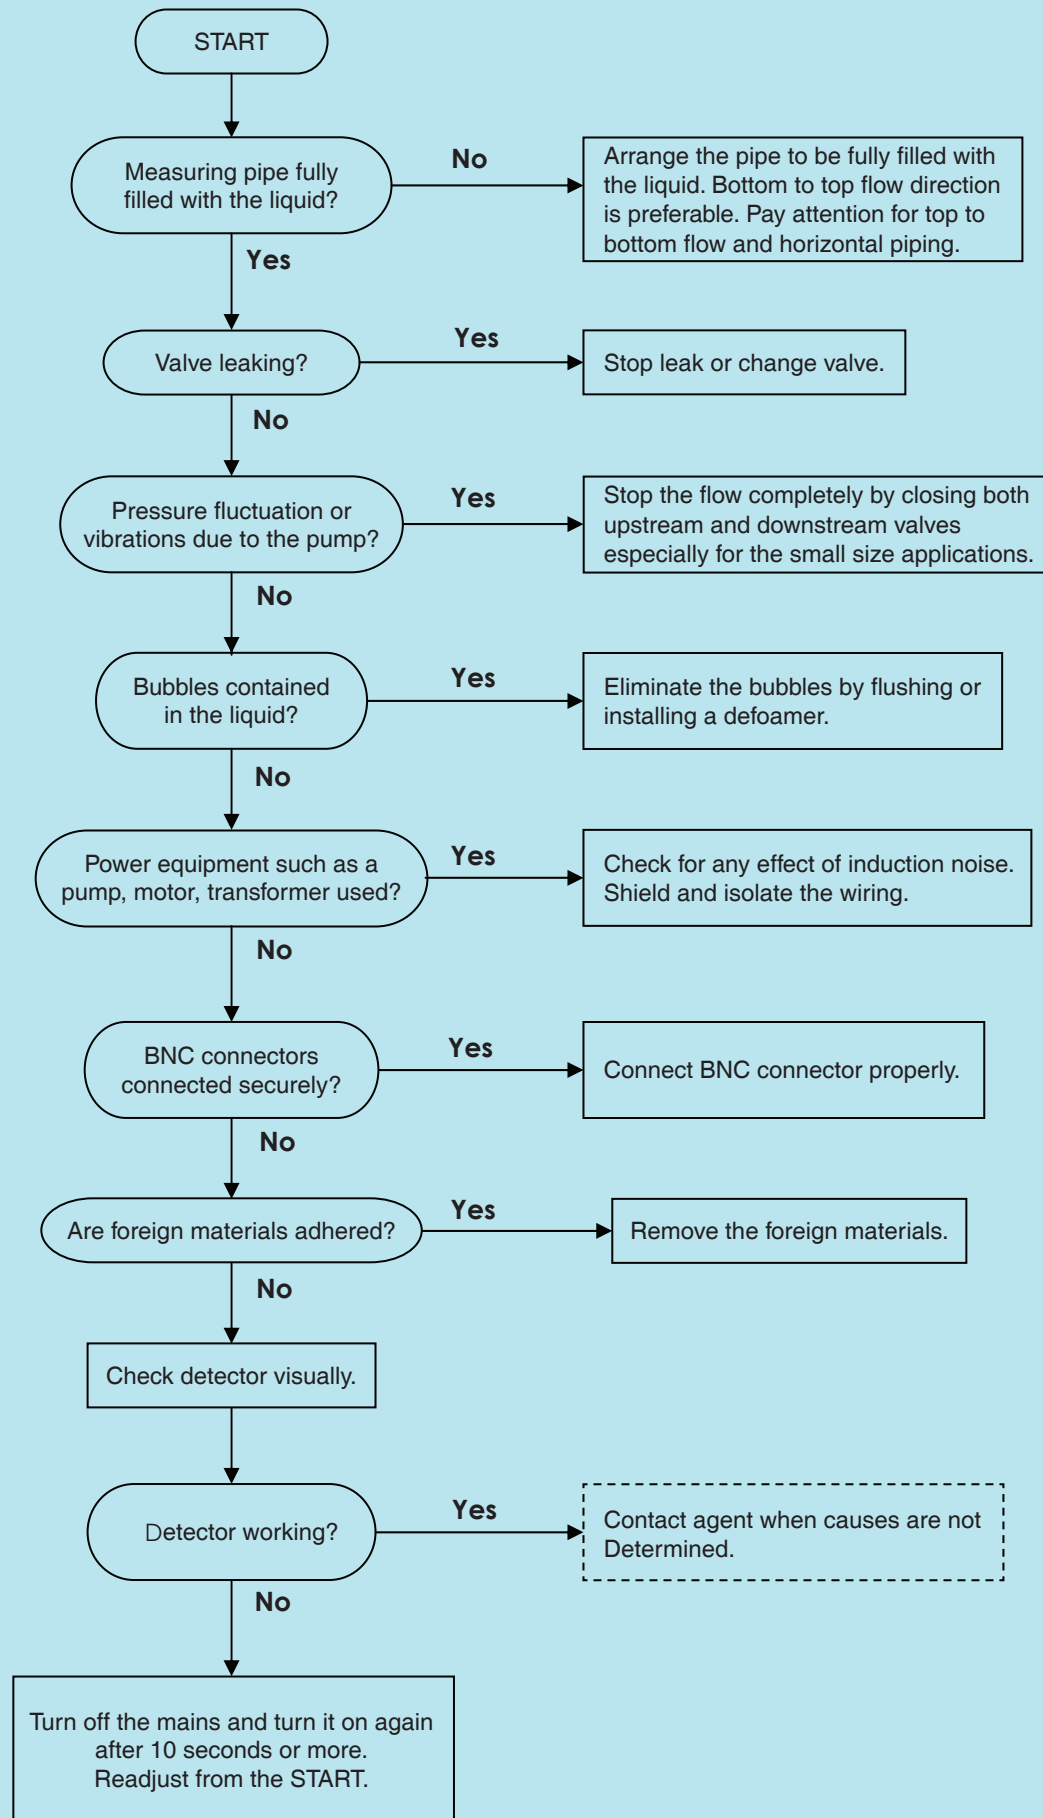 START
Measuring pipe fully
filled with the liquid?
No
Arrange the pipe to be fully filled with
the liquid. Bottom to top flow direction
is preferable. Pay attention for top to
bottom flow and horizontal piping.
Yes
Valve leaking?
Yes
Stop leak or change valve.
No
Pressure fluctuation or
vibrations due to the pump?
Yes
Stop the flow completely by closing both
upstream and downstream valves
especially for the small size applications.
No
Bubbles contained
in the liquid?
Yes
Eliminate the bubbles by flushing or
installing a defoamer.
No
Power equipment such as a
pump, motor, transformer used?
Yes
Check for any effect of induction noise.
Shield and isolate the wiring.
No
BNC connectors
connected securely?
Yes
Connect BNC connector properly.
No
Are foreign materials adhered?
Yes
Remove the foreign materials.
No
Check detector visually.
Detector working?
Yes
Contact agent when causes are not
Determined.
No
Turn off the mains and turn it on again
after 10 seconds or more.
Readjust from the START.